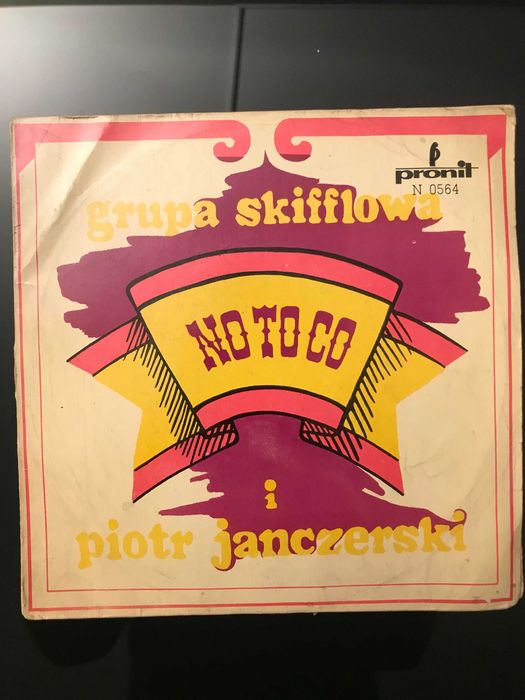 pronit
N 0564
grupa skifflowa
NO TO CO
i
piotr janczerski